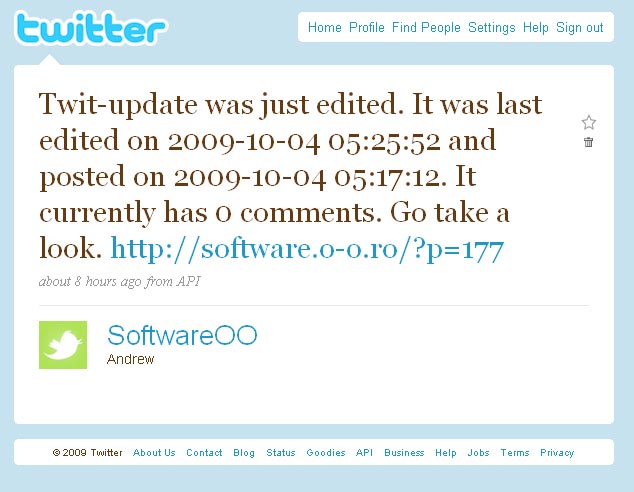 twitter
Home Profile Find People Settings Help Sign out
Twit-update was just edited. It was last
edited on 2009-10-04 05:25:52 and
posted on 2009-10-04 05:17:12. It
currently has 0 comments. Go take a
look. http://software.o-o.ro/?p=177
about 8 hours ago from API
SoftwareOO
Andrew
© 2009 Twitter About Us Contact Blog Status Goodies API Business Help Jobs Terms Privacy